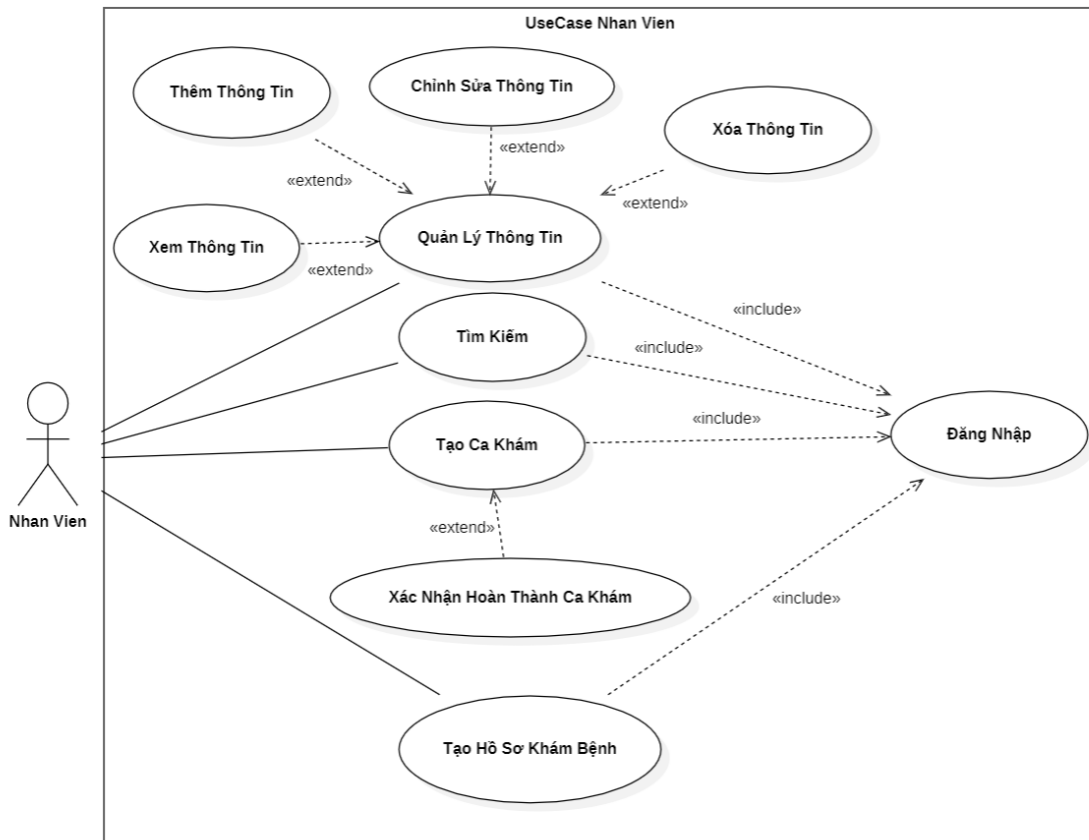 UseCase Nhan Vien
Thêm Thông Tin
Chỉnh Sửa Thông Tin
Xóa Thông Tin
«extend»
«extend»
«extend»
Xem Thông Tin
«extend»
Quản Lý Thông Tin
«include»
Tìm Kiếm
«include»
Tạo Ca Khám
«include»
Đăng Nhập
Nhan Vien
«extend»
Xác Nhận Hoàn Thành Ca Khám
«include»
Tạo Hồ Sơ Khám Bệnh